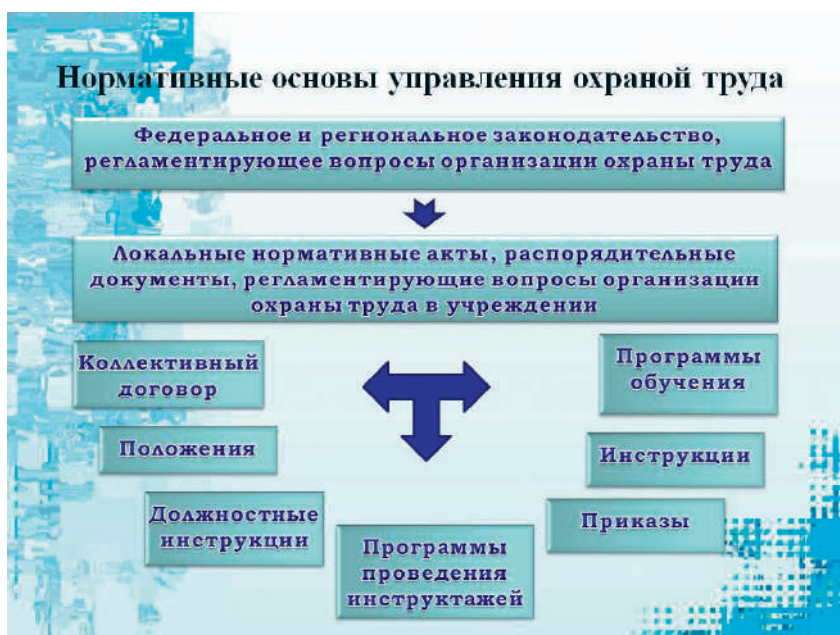 Нормативные основы управления охраной труда
Федеральное и региональное законодательство,
регламентирующее вопросы организации охраны труда
Локальные нормативные акты, распорядительные
документы, регламентирующие вопросы организации
охраны труда в учреждении
Коллективный
договор
Программы
обучения
Положения
Инструкции
Должностные
инструкции
Приказы
Программы
проведения
инструктажей